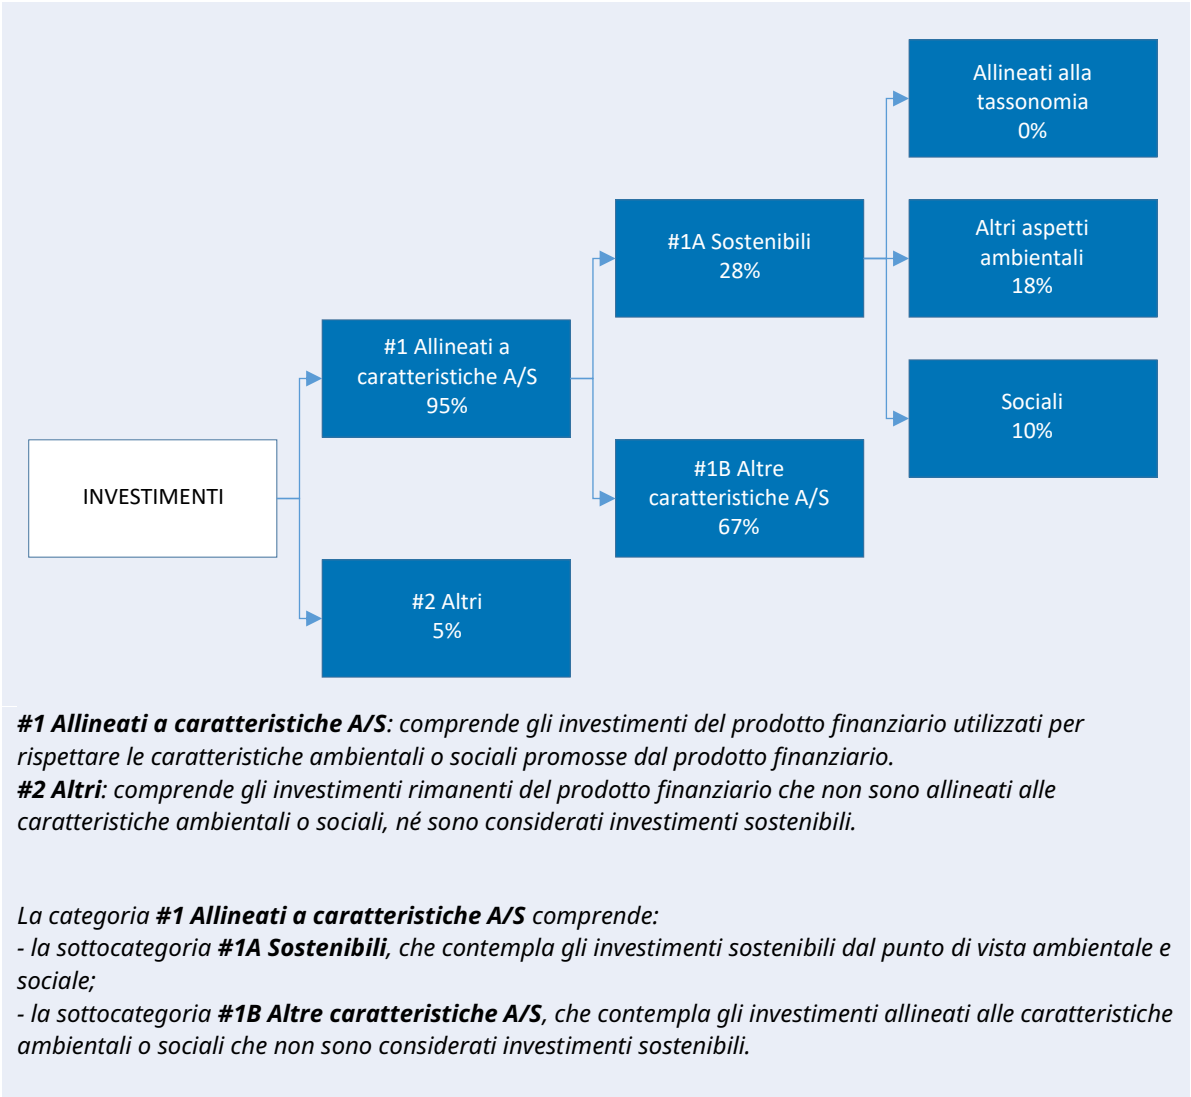 Allineati alla
tassonomia
0%
#1A Sostenibili
28%
Altri aspetti
ambientali
18%
#1 Allineati a
caratteristiche A/S
95%
Sociali
10%
INVESTIMENTI
#1B Altre
caratteristiche A/S
67%
#2 Altri
5%
#1 Allineati a caratteristiche A/S: comprende gli investimenti del prodotto finanziario utilizzati per
rispettare le caratteristiche ambientali o sociali promosse dal prodotto finanziario.
#2 Altri: comprende gli investimenti rimanenti del prodotto finanziario che non sono allineati alle
caratteristiche ambientali o sociali, né sono considerati investimenti sostenibili.
La categoria #1 Allineati a caratteristiche A/S comprende:
- la sottocategoria #1A Sostenibili, che contempla gli investimenti sostenibili dal punto di vista ambientale e
sociale;
- la sottocategoria #1B Altre caratteristiche A/S, che contempla gli investimenti allineati alle caratteristiche
ambientali o sociali che non sono considerati investimenti sostenibili.